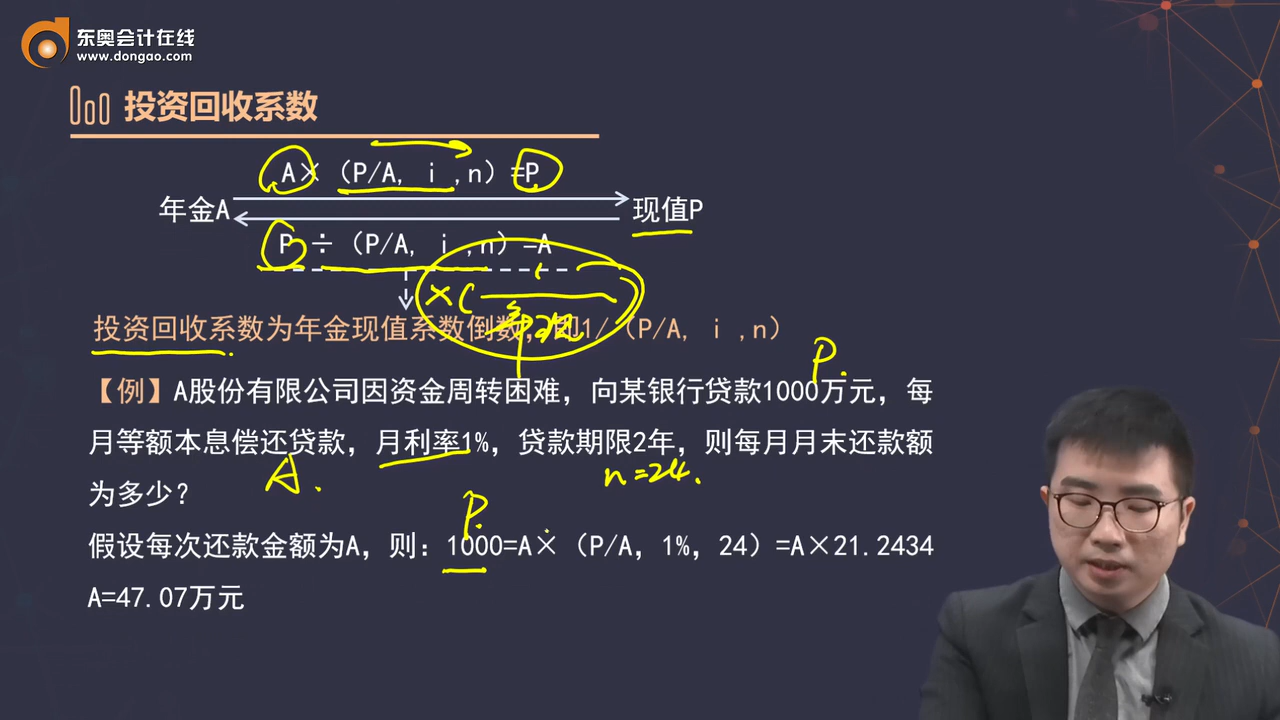 东奥会计在线
www.dongao.com
投资回收系数
A×（P/A, i ,n）=P
年金A
现值P
P ÷（P/A, i ,n）=A
×(
投资回收系数为年金现值系数倒数，即1/（P/A, i ,n）
P.
【例】A股份有限公司因资金周转困难，向某银行贷款1000万元，每
月等额本息偿还贷款，月利率1%，贷款期限2年，则每月月末还款额
A.
n=24.
为多少？
P.
假设每次还款金额为A，则：1000=A×（P/A，1%，24）=A×21.2434
A=47.07万元